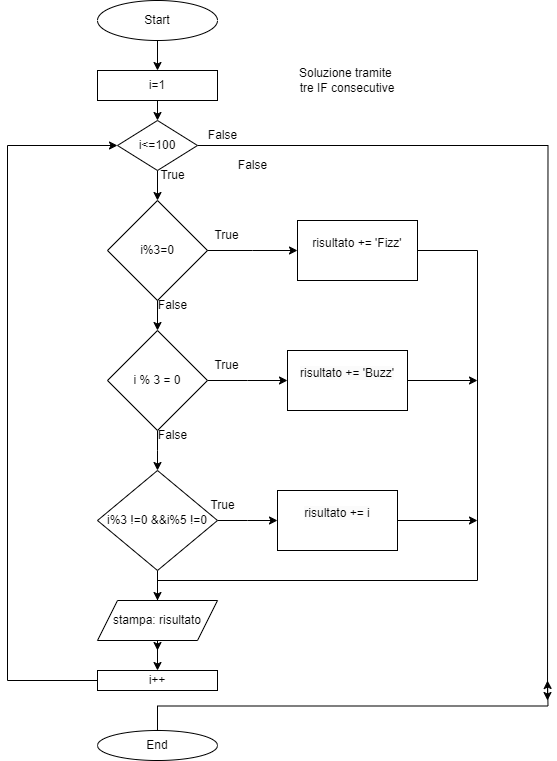 Start
i=1
Soluzione tramite
tre IF consecutive
i<=100
False
False
True
i%3=0
True
risultato += 'Fizz'
False
i % 3 = 0
True
risultato += 'Buzz'
False
i%3 !=0 &&i%5 !=0
True
risultato += i
stampa: risultato
i++
End